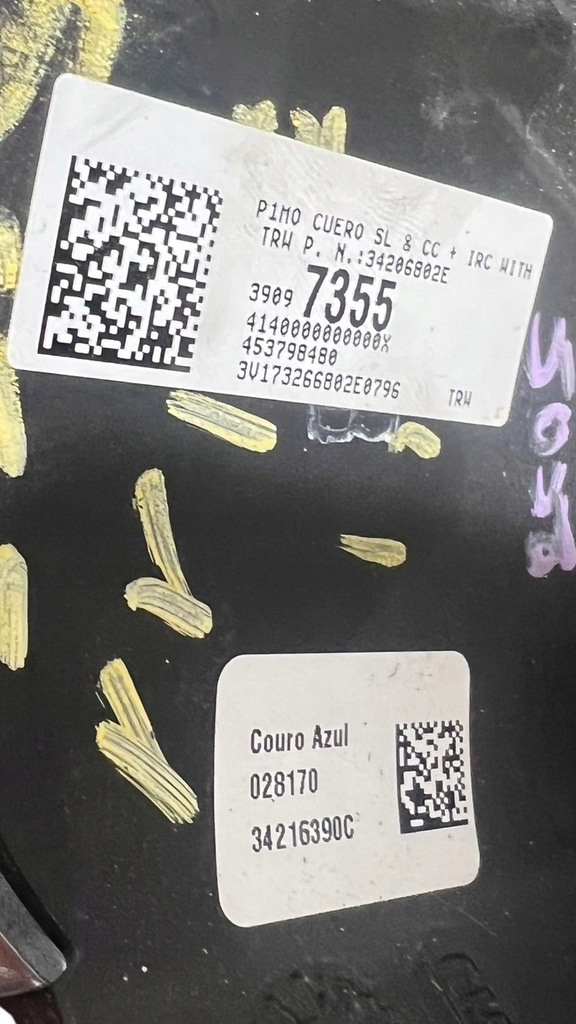 P1MO CUERO SL & CC + IRC WITH
TRW P. N.:34206802E
3909 7355
4140000000000X
453798480
3V173266802E0796 TRW
Couro Azul
028170
34216390C